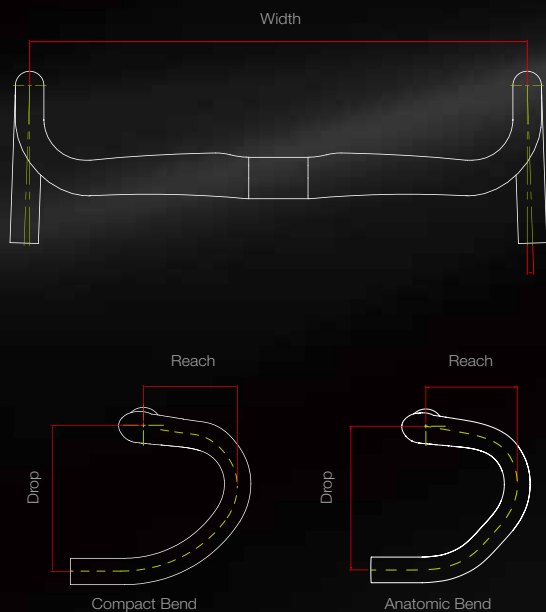 Width
Reach
Reach
Drop
Drop
Compact Bend
Anatomic Bend